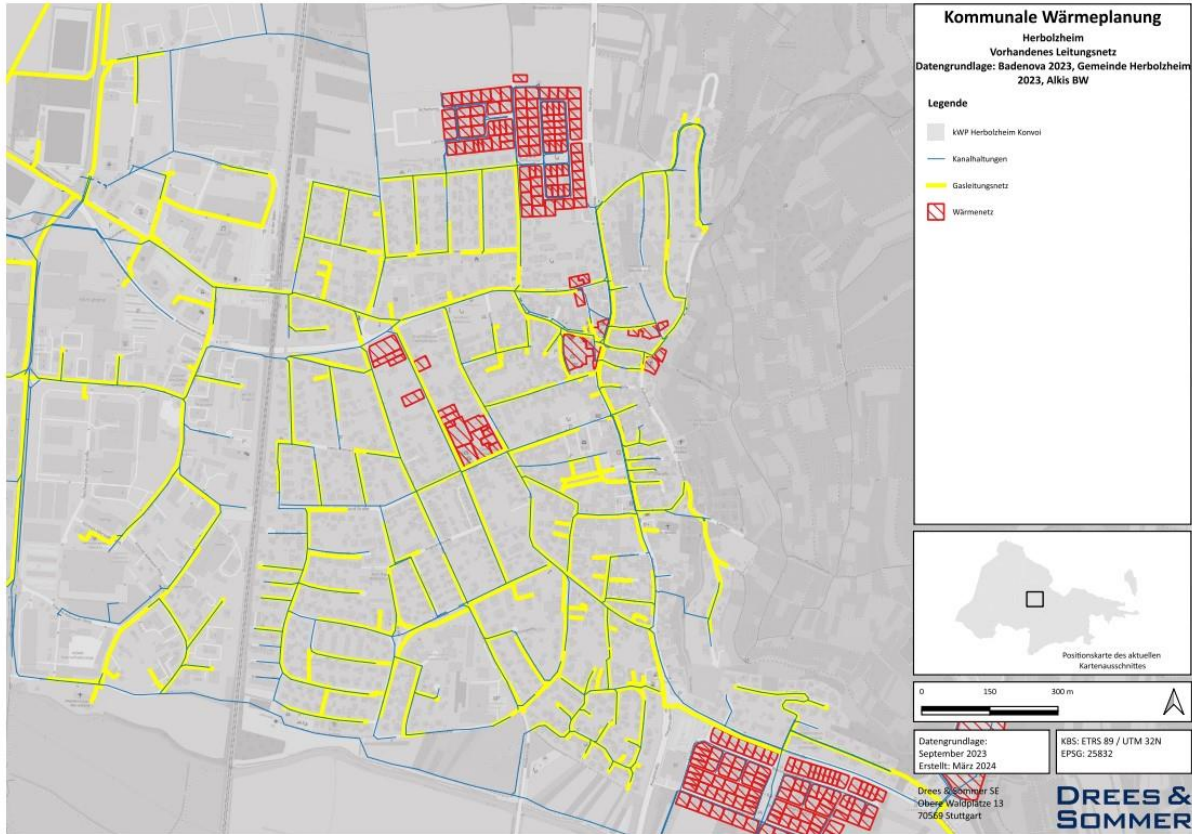 Kommunale Wärmeplanung
Herbolzheim
Vorhandenes Leitungsnetz
Datengrundlage: Badenova 2023, Gemeinde Herbolzheim
2023, Alkis BW
Legende
kWP Herbolzheim Konvoi
Kanalhaltungen
Gasleitungsnetz
Wärmenetz
Positionskarte des aktuellen
Kartenausschnittes
0 150 300 m
Datengrundlage:
September 2023
Erstellt: März 2024
KBS: ETRS 89 / UTM 32N
EPSG: 25832
Drees & Sommer SE
Obere Waldplätze 13
70569 Stuttgart
DREES &
SOMMER